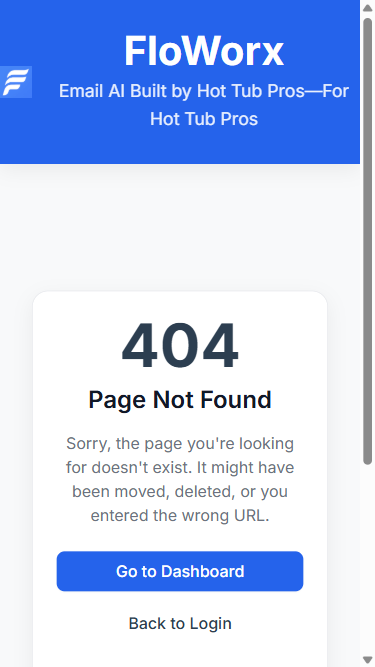 FloWorx
Email AI Built by Hot Tub Pros—For
Hot Tub Pros
404
Page Not Found
Sorry, the page you're looking
for doesn't exist. It might have
been moved, deleted, or you
entered the wrong URL.
Go to Dashboard
Back to Login